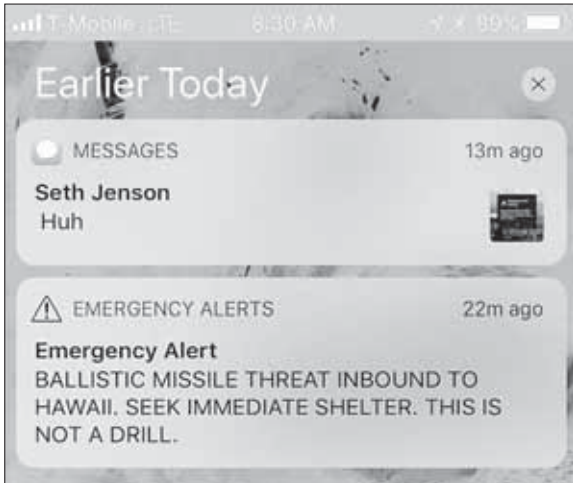 T-Mobile LTE 8:30 AM 89%
Earlier Today
MESSAGES 13m ago
Seth Jenson
Huh
EMERGENCY ALERTS 22m ago
Emergency Alert
BALLISTIC MISSILE THREAT INBOUND TO
HAWAII. SEEK IMMEDIATE SHELTER. THIS IS
NOT A DRILL.